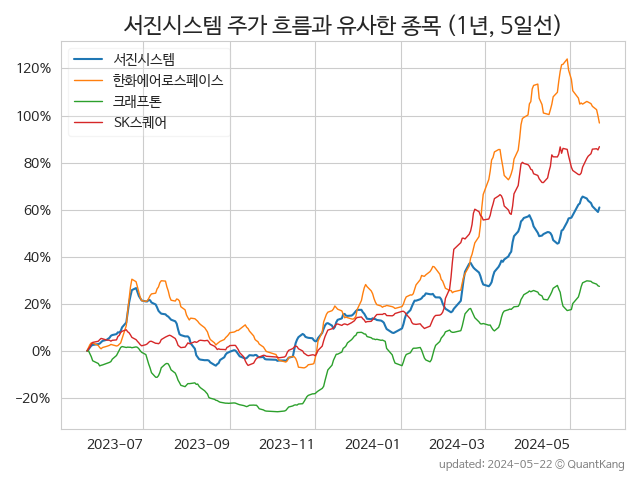 서진시스템 주가 흐름과 유사한 종목 (1년, 5일선)
서진시스템
한화에어로스페이스
크래프톤
SK스퀘어
120%
100%
80%
60%
40%
20%
0%
−20%
2023-07
2023-09
2023-11
2024-01
2024-03
2024-05
updated: 2024-05-22 © QuantKang